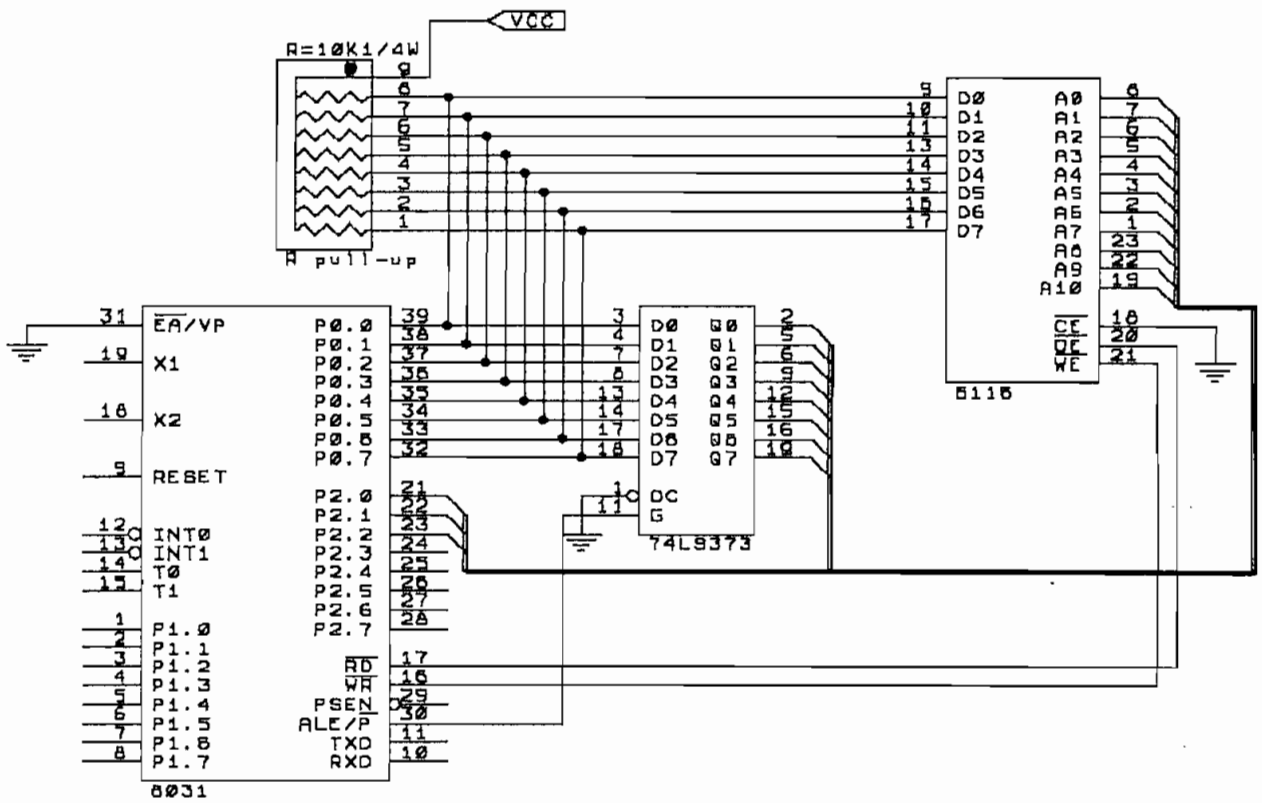 VCC
R=10K1/4W
9
8
7
6
5
4
3
2
1
R pull-up
9 D0 A0 8
10 D1 A1 7
11 D2 A2 6
13 D3 A3 5
14 D4 A4 4
15 D5 A5 3
16 D6 A6 2
17 D7 A7 1
A8 23
A9 22
A10 19
CE 18
OE 20
WE 21
6116
31 EA/VP P0.0 39
P0.1 38
19 X1 P0.2 37
P0.3 36
P0.4 35
18 X2 P0.5 34
P0.6 33
P0.7 32
9 RESET
P2.0 21
P2.1 22
12 INT0 P2.2 23
13 INT1 P2.3 24
14 T0 P2.4 25
15 T1 P2.5 26
P2.6 27
1 P1.0 P2.7 28
2 P1.1
3 P1.2 RD 17
4 P1.3 WR 16
5 P1.4 PSEN 29
6 P1.5 ALE/P 30
7 P1.6 TXD 11
8 P1.7 RXD 10
8031
3 D0 Q0 2
4 D1 Q1 5
7 D2 Q2 6
8 D3 Q3 9
13 D4 Q4 12
14 D5 Q5 15
17 D6 Q6 16
18 D7 Q7 19
1 OC
11 G
74LS373